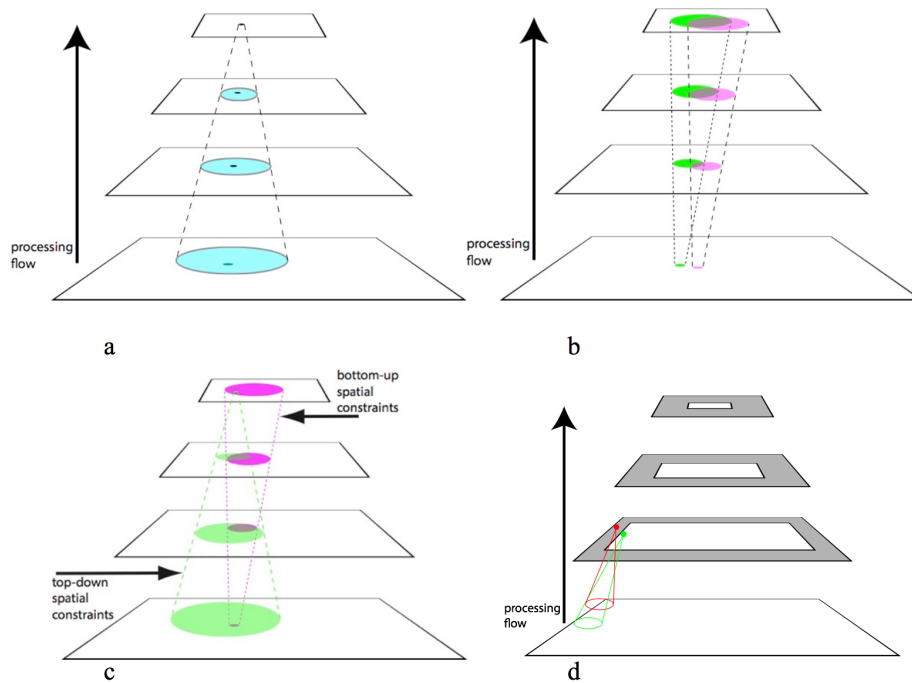 processing
flow
a
processing
flow
b
bottom-up
spatial
constraints
top-down
spatial
constraints
c
processing
flow
d